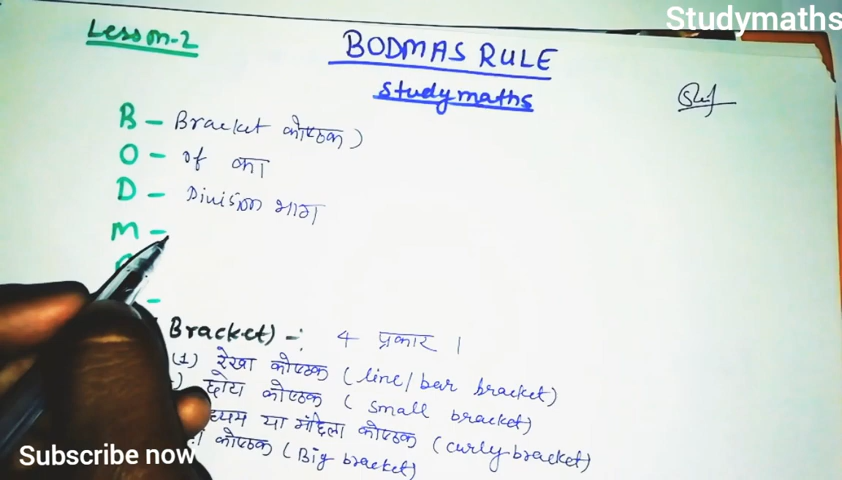 Studymaths
Lesson-2
BODMAS RULE
Studymaths
B - Bracket कोष्ठक)
O - of का
D - Division भाग
M -
-
Bracket) -: 4 प्रकार ।
(1) रेखा कोष्ठक (line/bar bracket)
) छोटा कोष्ठक ( small bracket)
या मंझिला कोष्ठक (curly bracket)
कोष्ठक (Big bracket)
Subscribe now